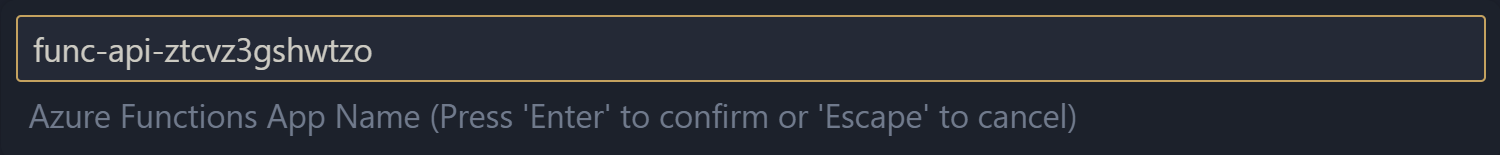 func-api-ztcvz3gshwtzo
Azure Functions App Name (Press 'Enter' to confirm or 'Escape' to cancel)